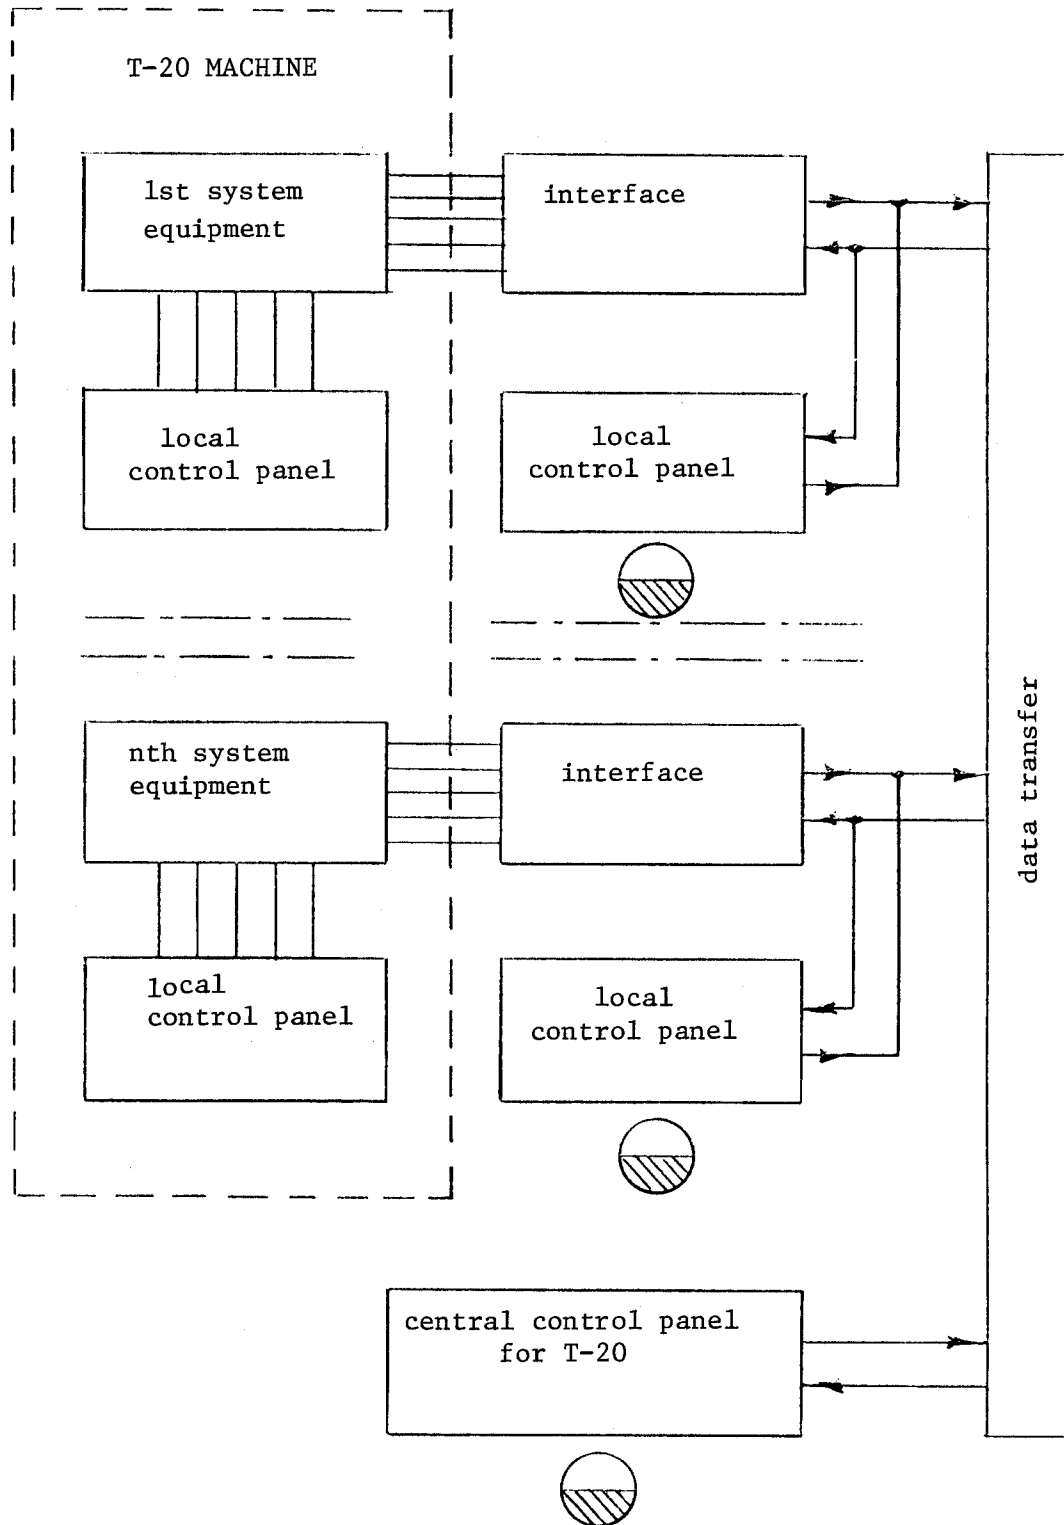 T-20 MACHINE
1st system
equipment
interface
local
control panel
local
control panel
nth system
equipment
interface
local
control panel
local
control panel
data transfer
central control panel
for T-20